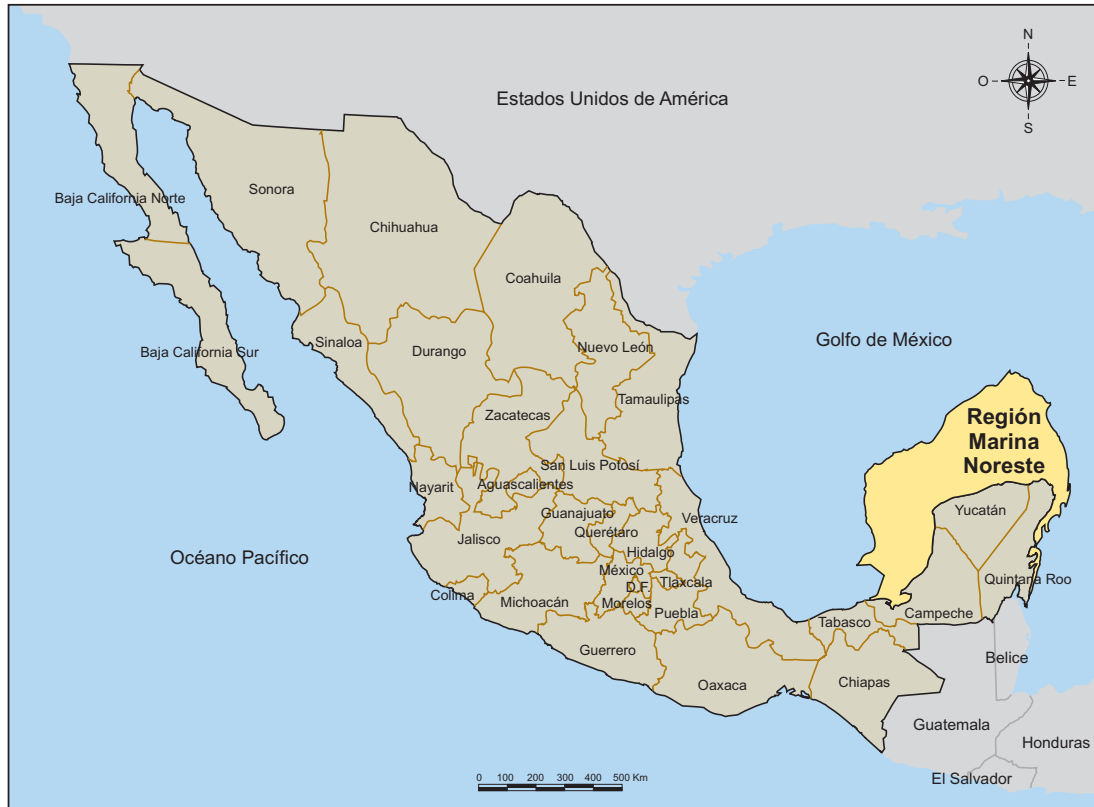 N
O
E
S
Estados Unidos de América
Baja California Norte
Sonora
Chihuahua
Coahuila
Baja California Sur
Sinaloa
Durango
Nuevo León
Golfo de México
Tamaulipas
Zacatecas
Región
Marina
Noreste
San Luis Potosí
Nayarit
Aguascalientes
Guanajuato
Veracruz
Yucatán
Querétaro
Jalisco
Hidalgo
Océano Pacífico
México
Tlaxcala
Quintana Roo
D.F.
Colima
Michoacán
Morelos
Puebla
Campeche
Tabasco
Guerrero
Belice
Oaxaca
Chiapas
Guatemala
Honduras
El Salvador
0 100 200 300 400 500 Km